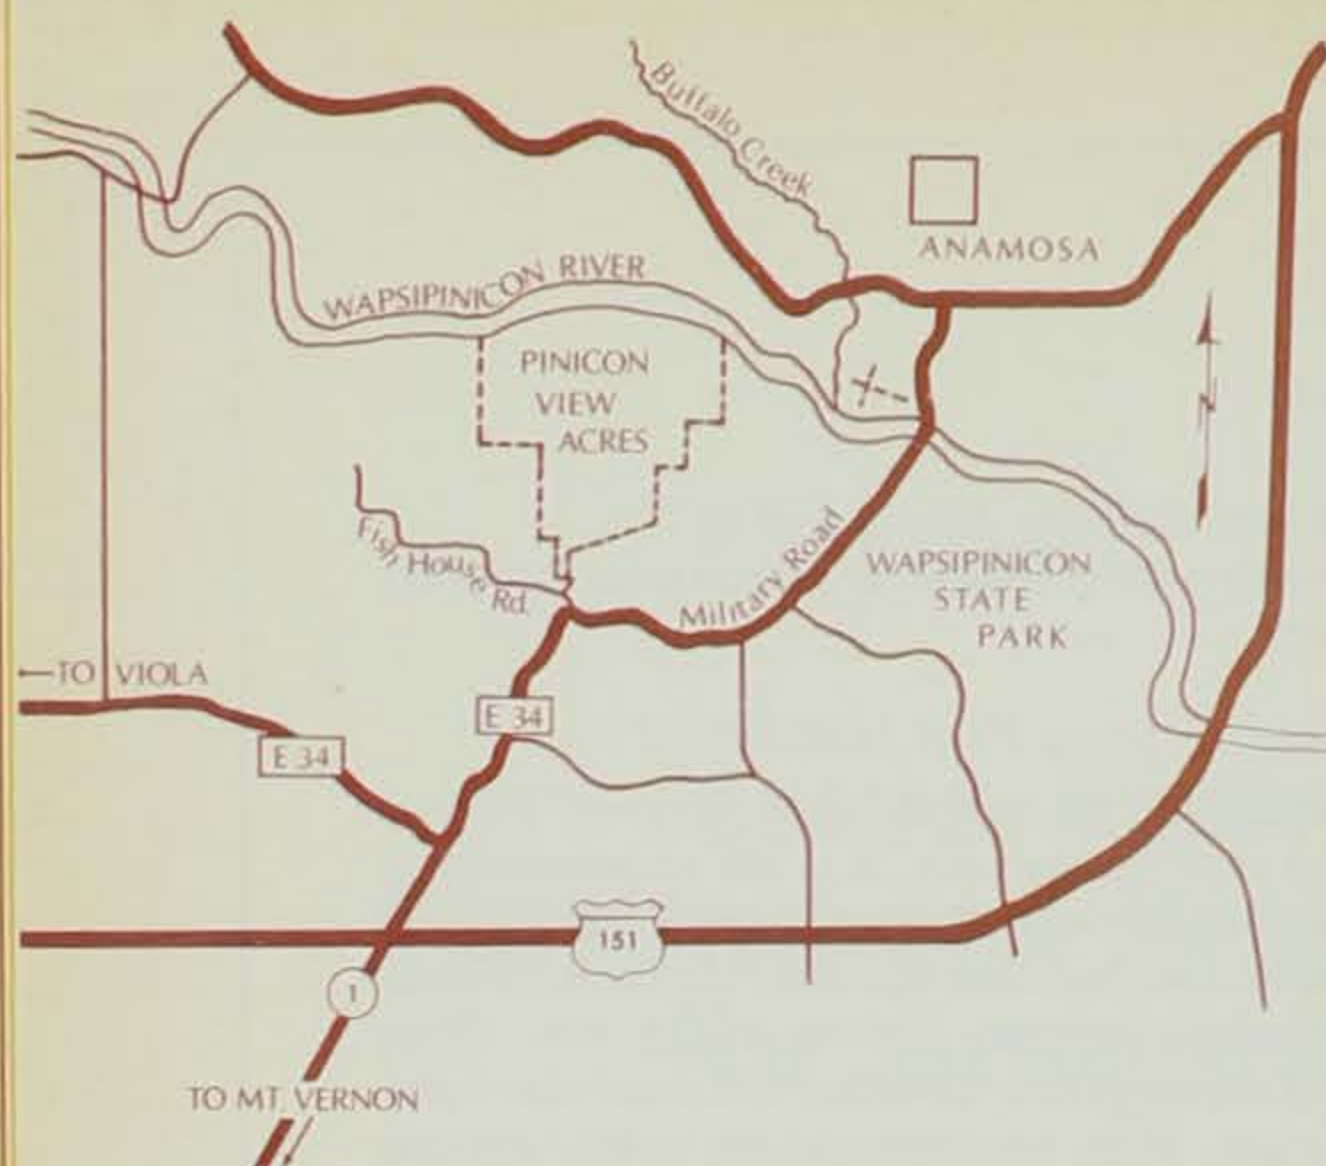 Buffalo Creek
ANAMOSA
WAPSIPINICON RIVER
PINICON
VIEW
ACRES
N
Fish House Rd.
Military Road
WAPSIPINICON
STATE
PARK
TO VIOLA
E 34
E 34
151
1
TO MT. VERNON